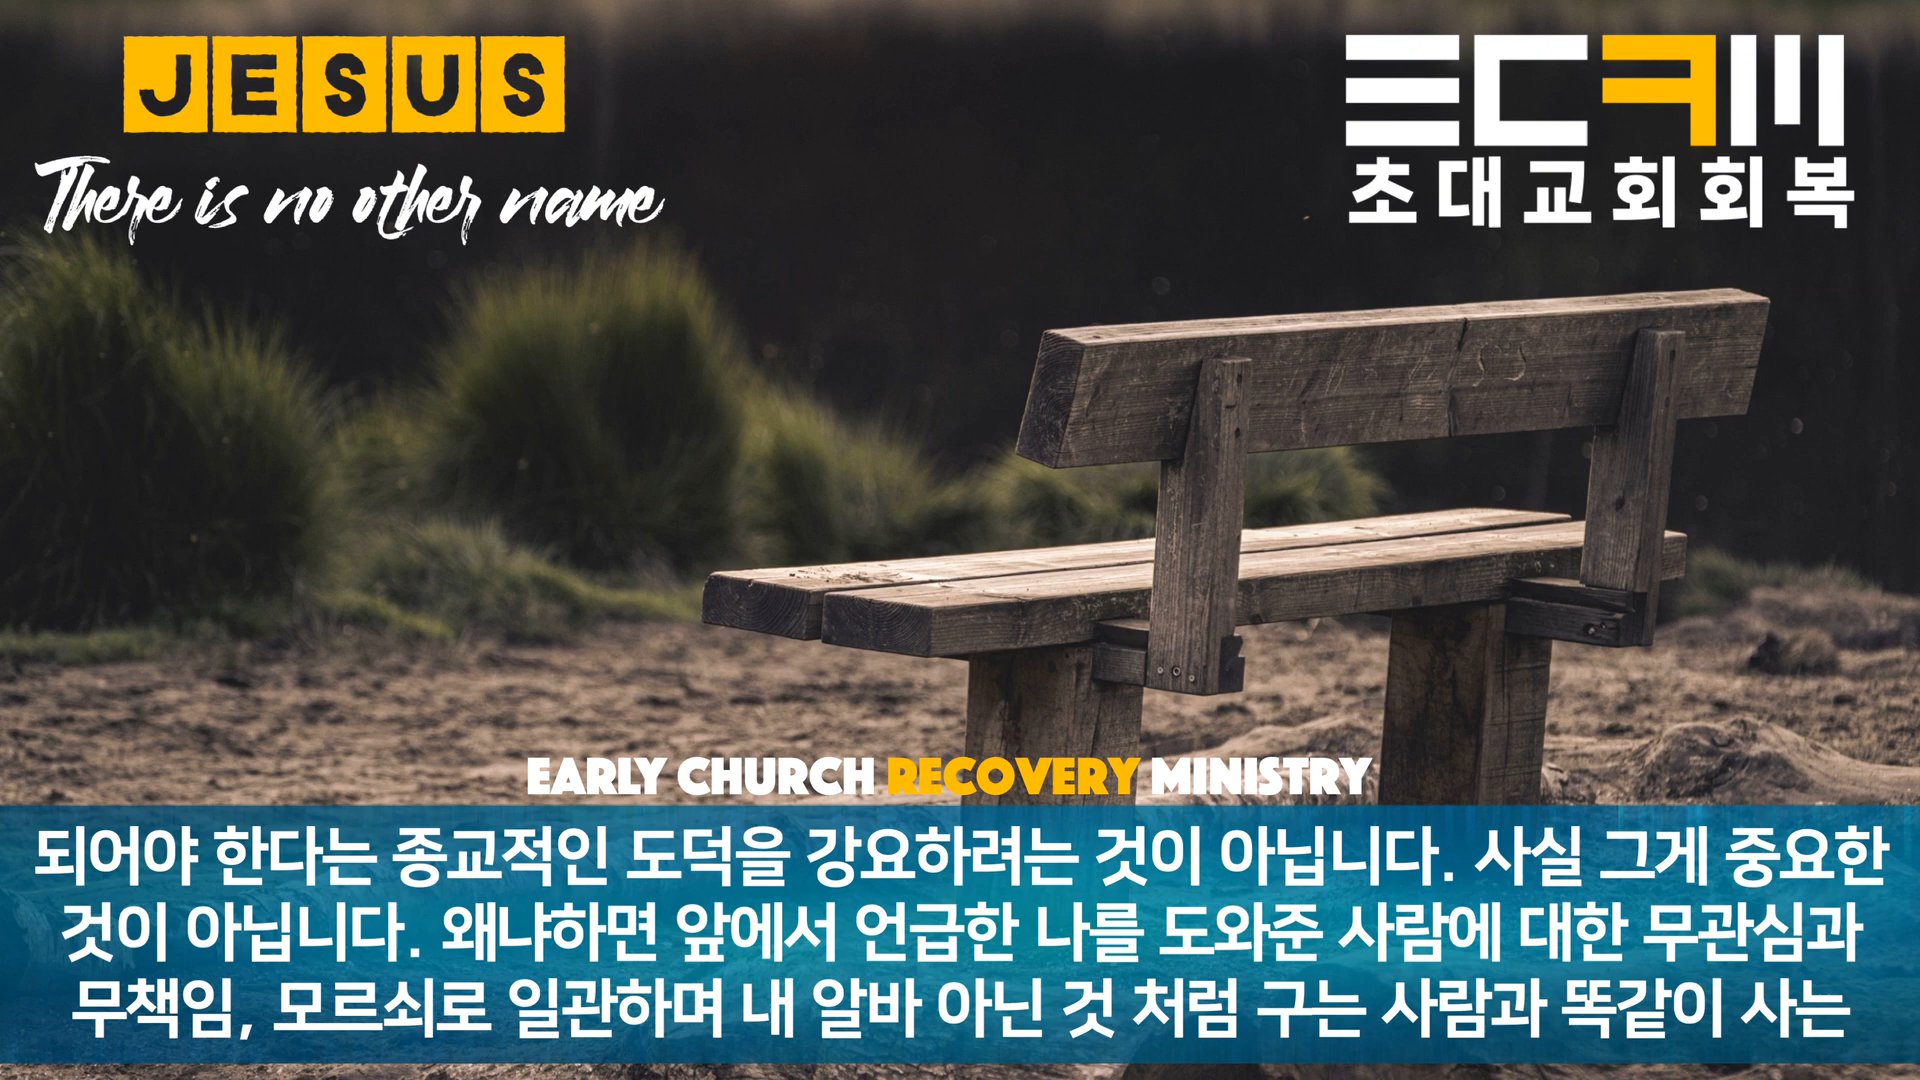 JESUS
There is no other name
초대교회회복
EARLY CHURCH RECOVERY MINISTRY
되어야 한다는 종교적인 도덕을 강요하려는 것이 아닙니다. 사실 그게 중요한
것이 아닙니다. 왜냐하면 앞에서 언급한 나를 도와준 사람에 대한 무관심과
무책임, 모르쇠로 일관하며 내 알바 아닌 것 처럼 구는 사람과 똑같이 사는